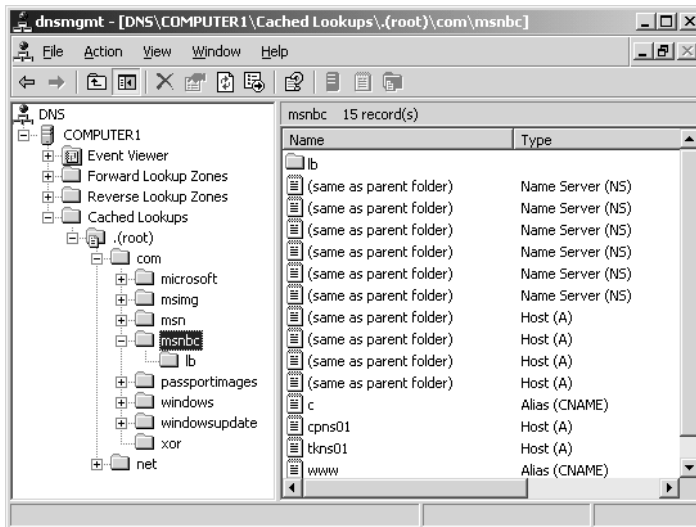 dnsmgmt - [DNS\COMPUTER1\Cached Lookups\.(root)\com\msnbc]
File Action View Window Help
DNS
COMPUTER1
Event Viewer
Forward Lookup Zones
Reverse Lookup Zones
Cached Lookups
.(root)
com
microsoft
msimg
msn
msnbc
lb
passportimages
windows
windowsupdate
xor
net
msnbc 15 record(s)
Name Type
lb
(same as parent folder) Name Server (NS)
(same as parent folder) Name Server (NS)
(same as parent folder) Name Server (NS)
(same as parent folder) Name Server (NS)
(same as parent folder) Name Server (NS)
(same as parent folder) Name Server (NS)
(same as parent folder) Host (A)
(same as parent folder) Host (A)
(same as parent folder) Host (A)
(same as parent folder) Host (A)
c Alias (CNAME)
cpns01 Host (A)
tkns01 Host (A)
www Alias (CNAME)